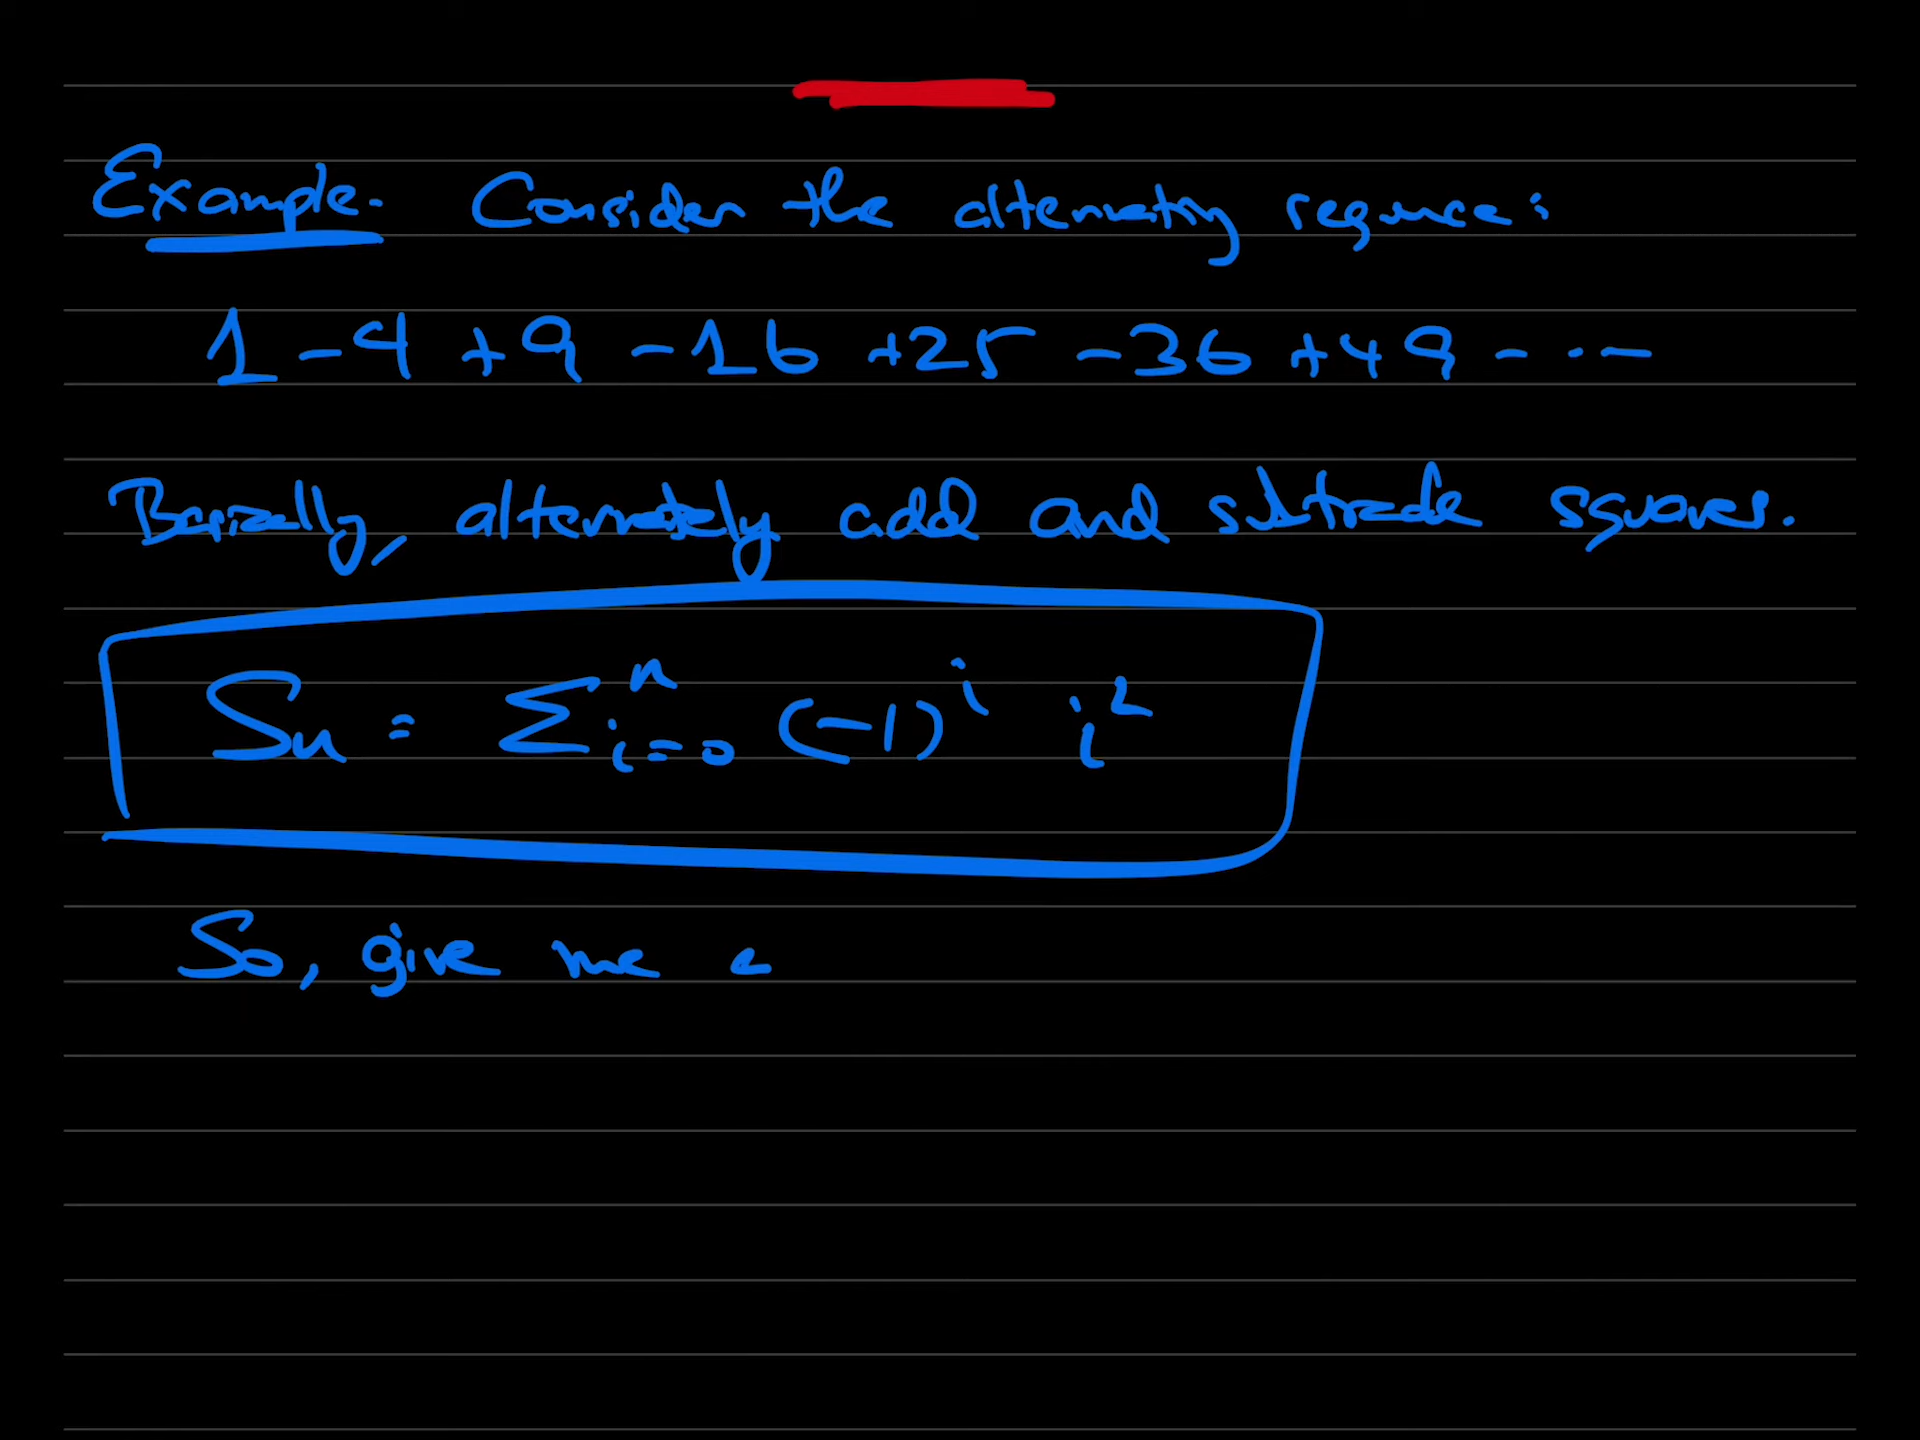 Example. Consider the alternating sequence:
1 - 4 + 9 - 16 + 25 - 36 + 49 - ...
Basically, alternately add and subtrade squares.
Sn = Σ_{i=0}^{n} (-1)^i i^2
So, give me a